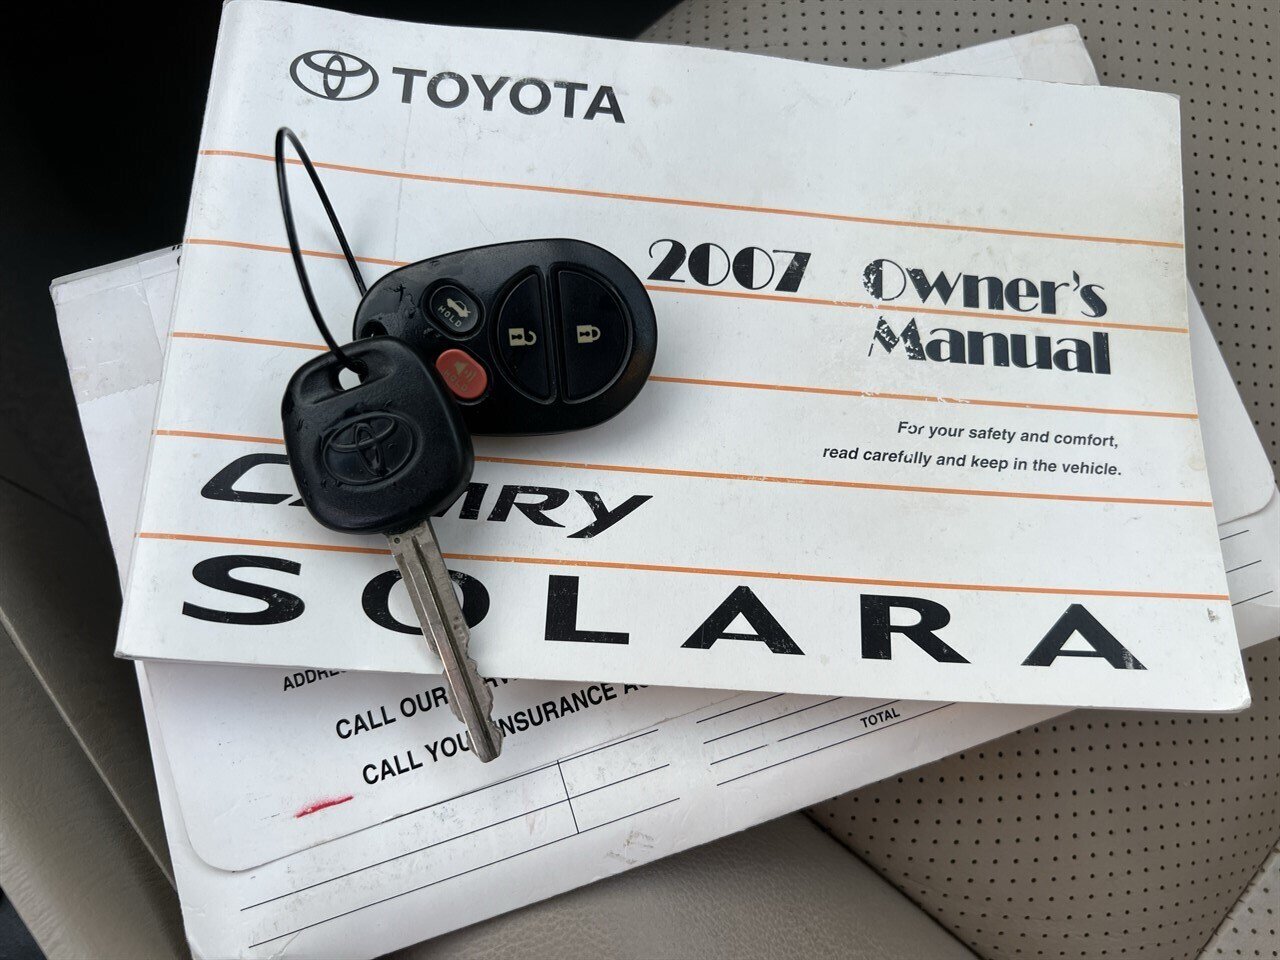 TOYOTA
2007 Owner's
Manual
HOLD
HOLD
For your safety and comfort,
read carefully and keep in the vehicle.
CAMRY
SOLARA
CALL OUR
CALL YOUR INSURANCE
TOTAL